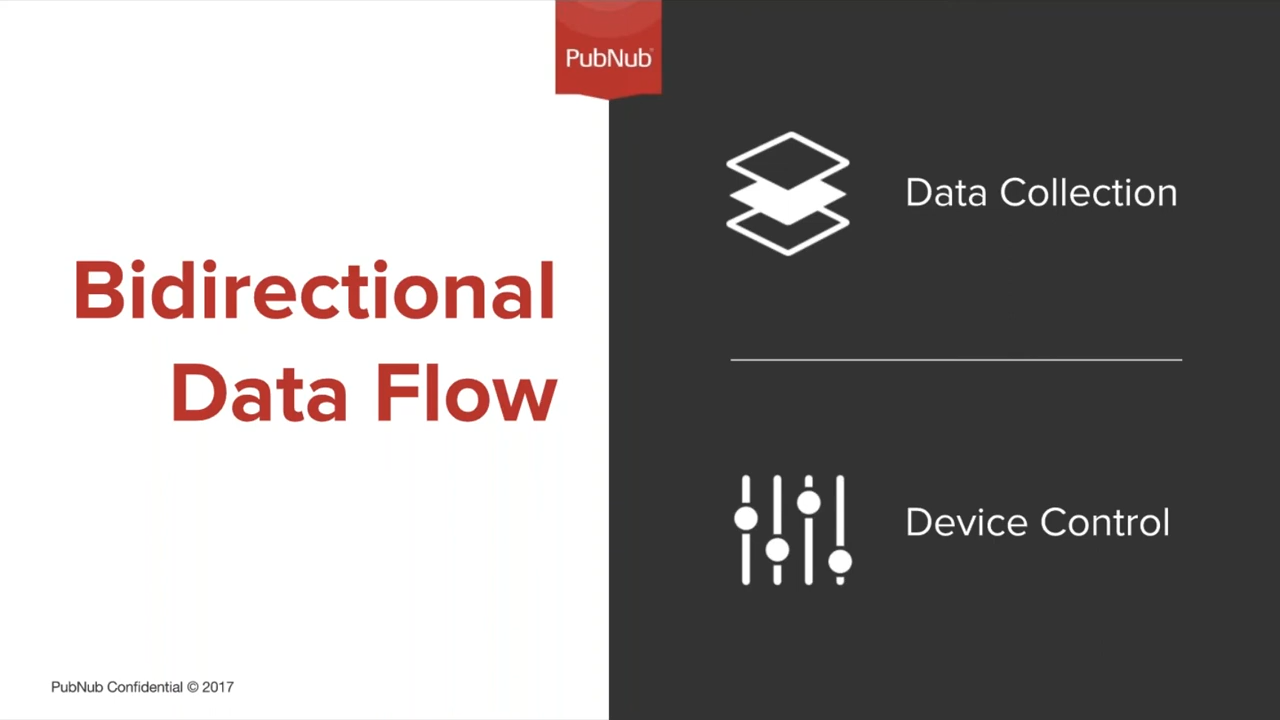 PubNub
Bidirectional
Data Flow
Data Collection
Device Control
PubNub Confidential © 2017